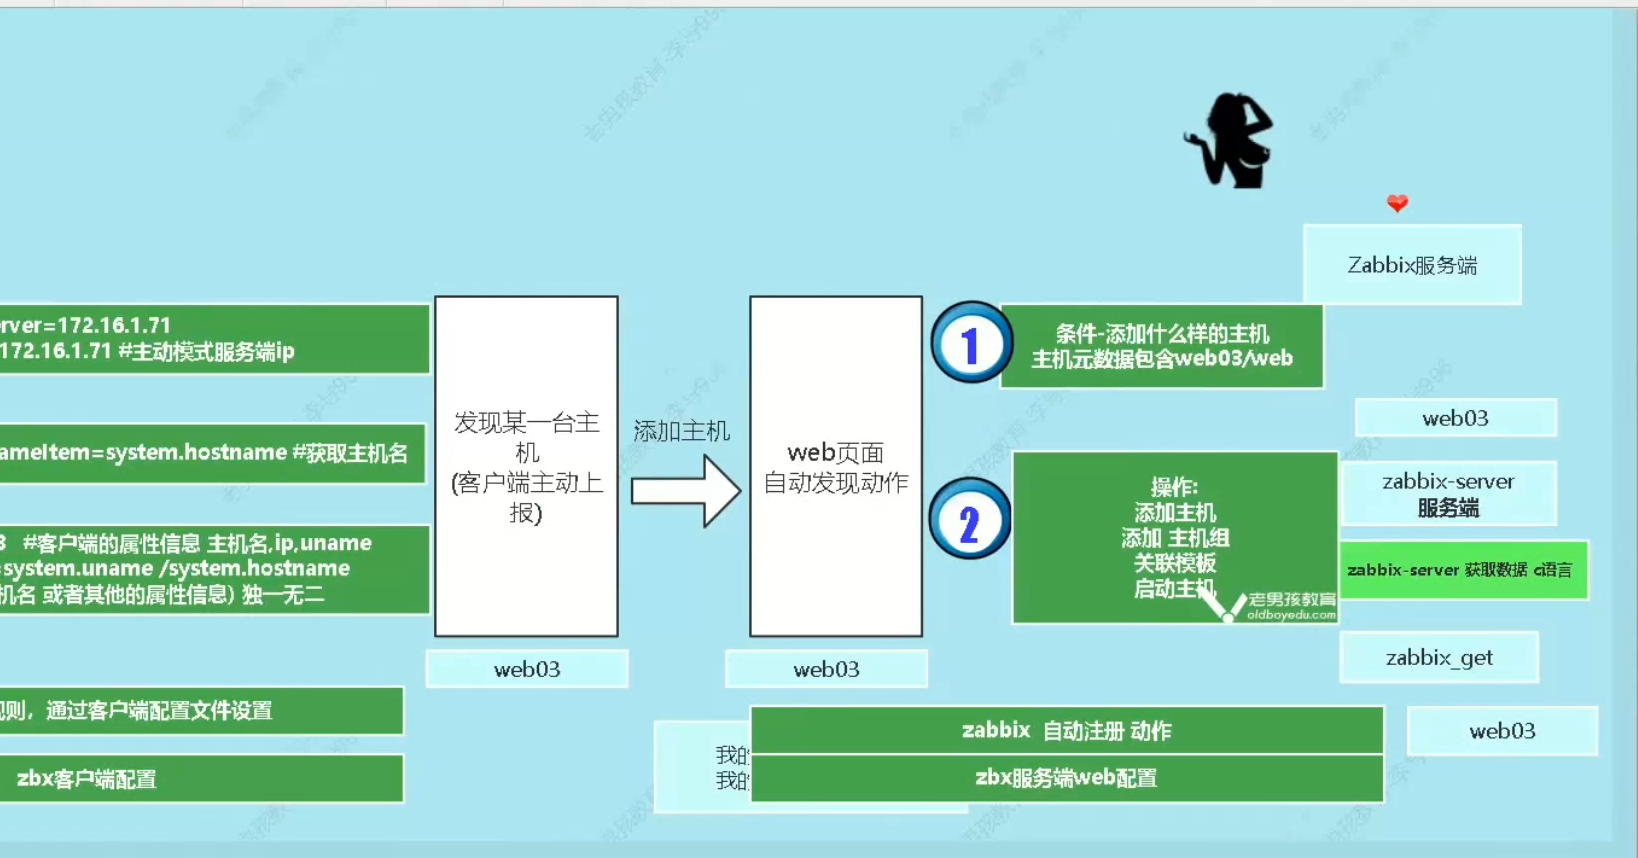 Zabbix服务端
rver=172.16.1.71
172.16.1.71 #主动模式服务端ip
1
条件-添加什么样的主机
主机元数据包含web03/web
ameItem=system.hostname #获取主机名
发现某一台主
机
(客户端主动上
报)
添加主机
web页面
自动发现动作
web03
2
操作:
添加主机
添加 主机组
关联模板
启动主机
zabbix-server
服务端
3 #客户端的属性信息 主机名,ip,uname
=system.uname /system.hostname
机名 或者其他的属性信息) 独一无二
zabbix-server 获取数据 c语言
老男孩教育
oldboyedu.com
web03
web03
zabbix_get
则，通过客户端配置文件设置
zbx客户端配置
我的
我的
zabbix 自动注册 动作
zbx服务端web配置
web03